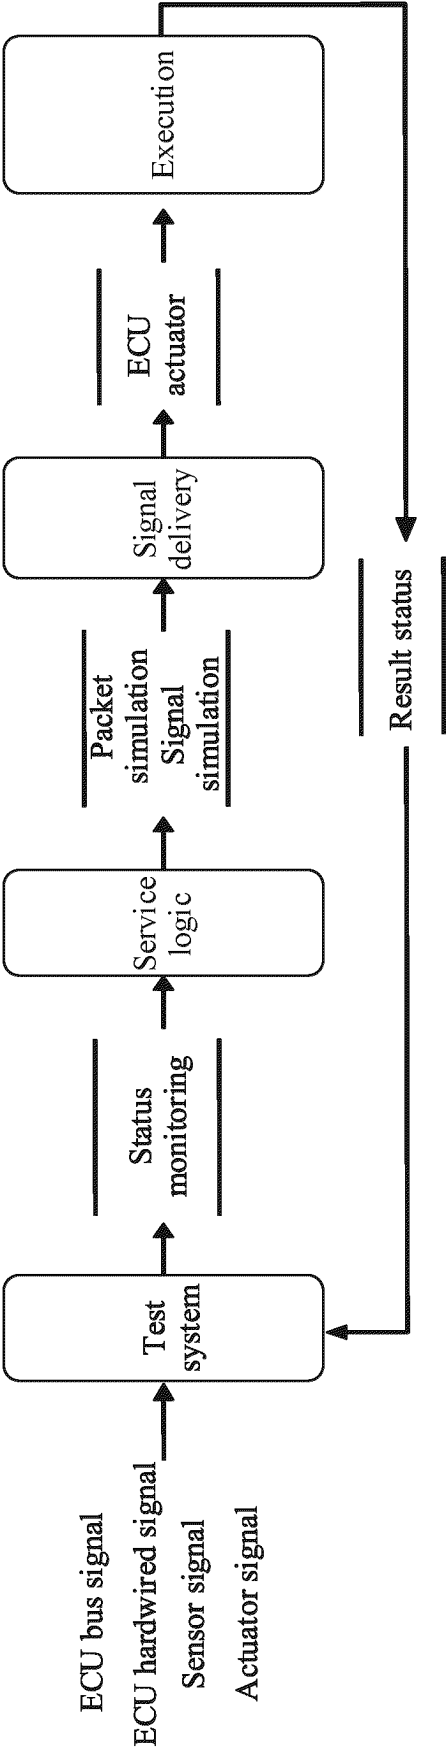 ECU bus signal
ECU hardwired signal
Sensor signal
Actuator signal
Test
system
Status
monitoring
Service
logic
Packet
simulation
Signal
simulation
Signal
delivery
ECU
actuator
Execution
Result status